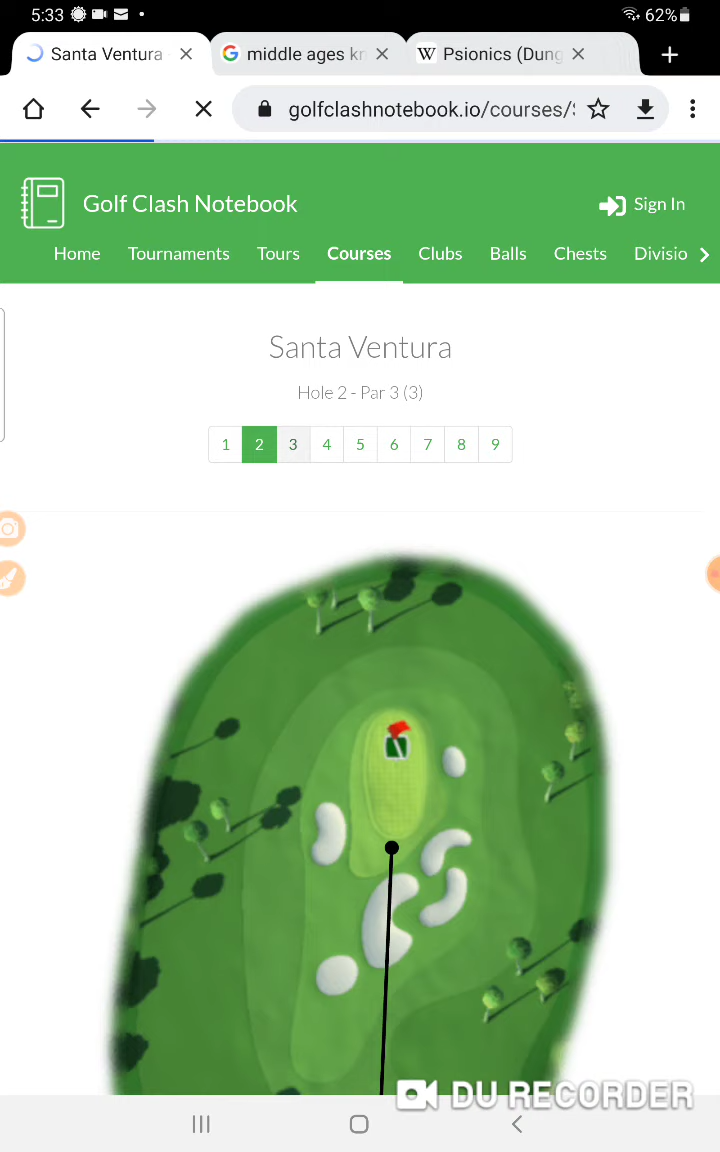 5:33 62%
Santa Ventura middle ages kn Psionics (Dung
golfclashnotebook.io/courses/S
Golf Clash Notebook Sign In
Home Tournaments Tours Courses Clubs Balls Chests Divisio
Santa Ventura
Hole 2 - Par 3 (3)
1 2 3 4 5 6 7 8 9
DU RECORDER